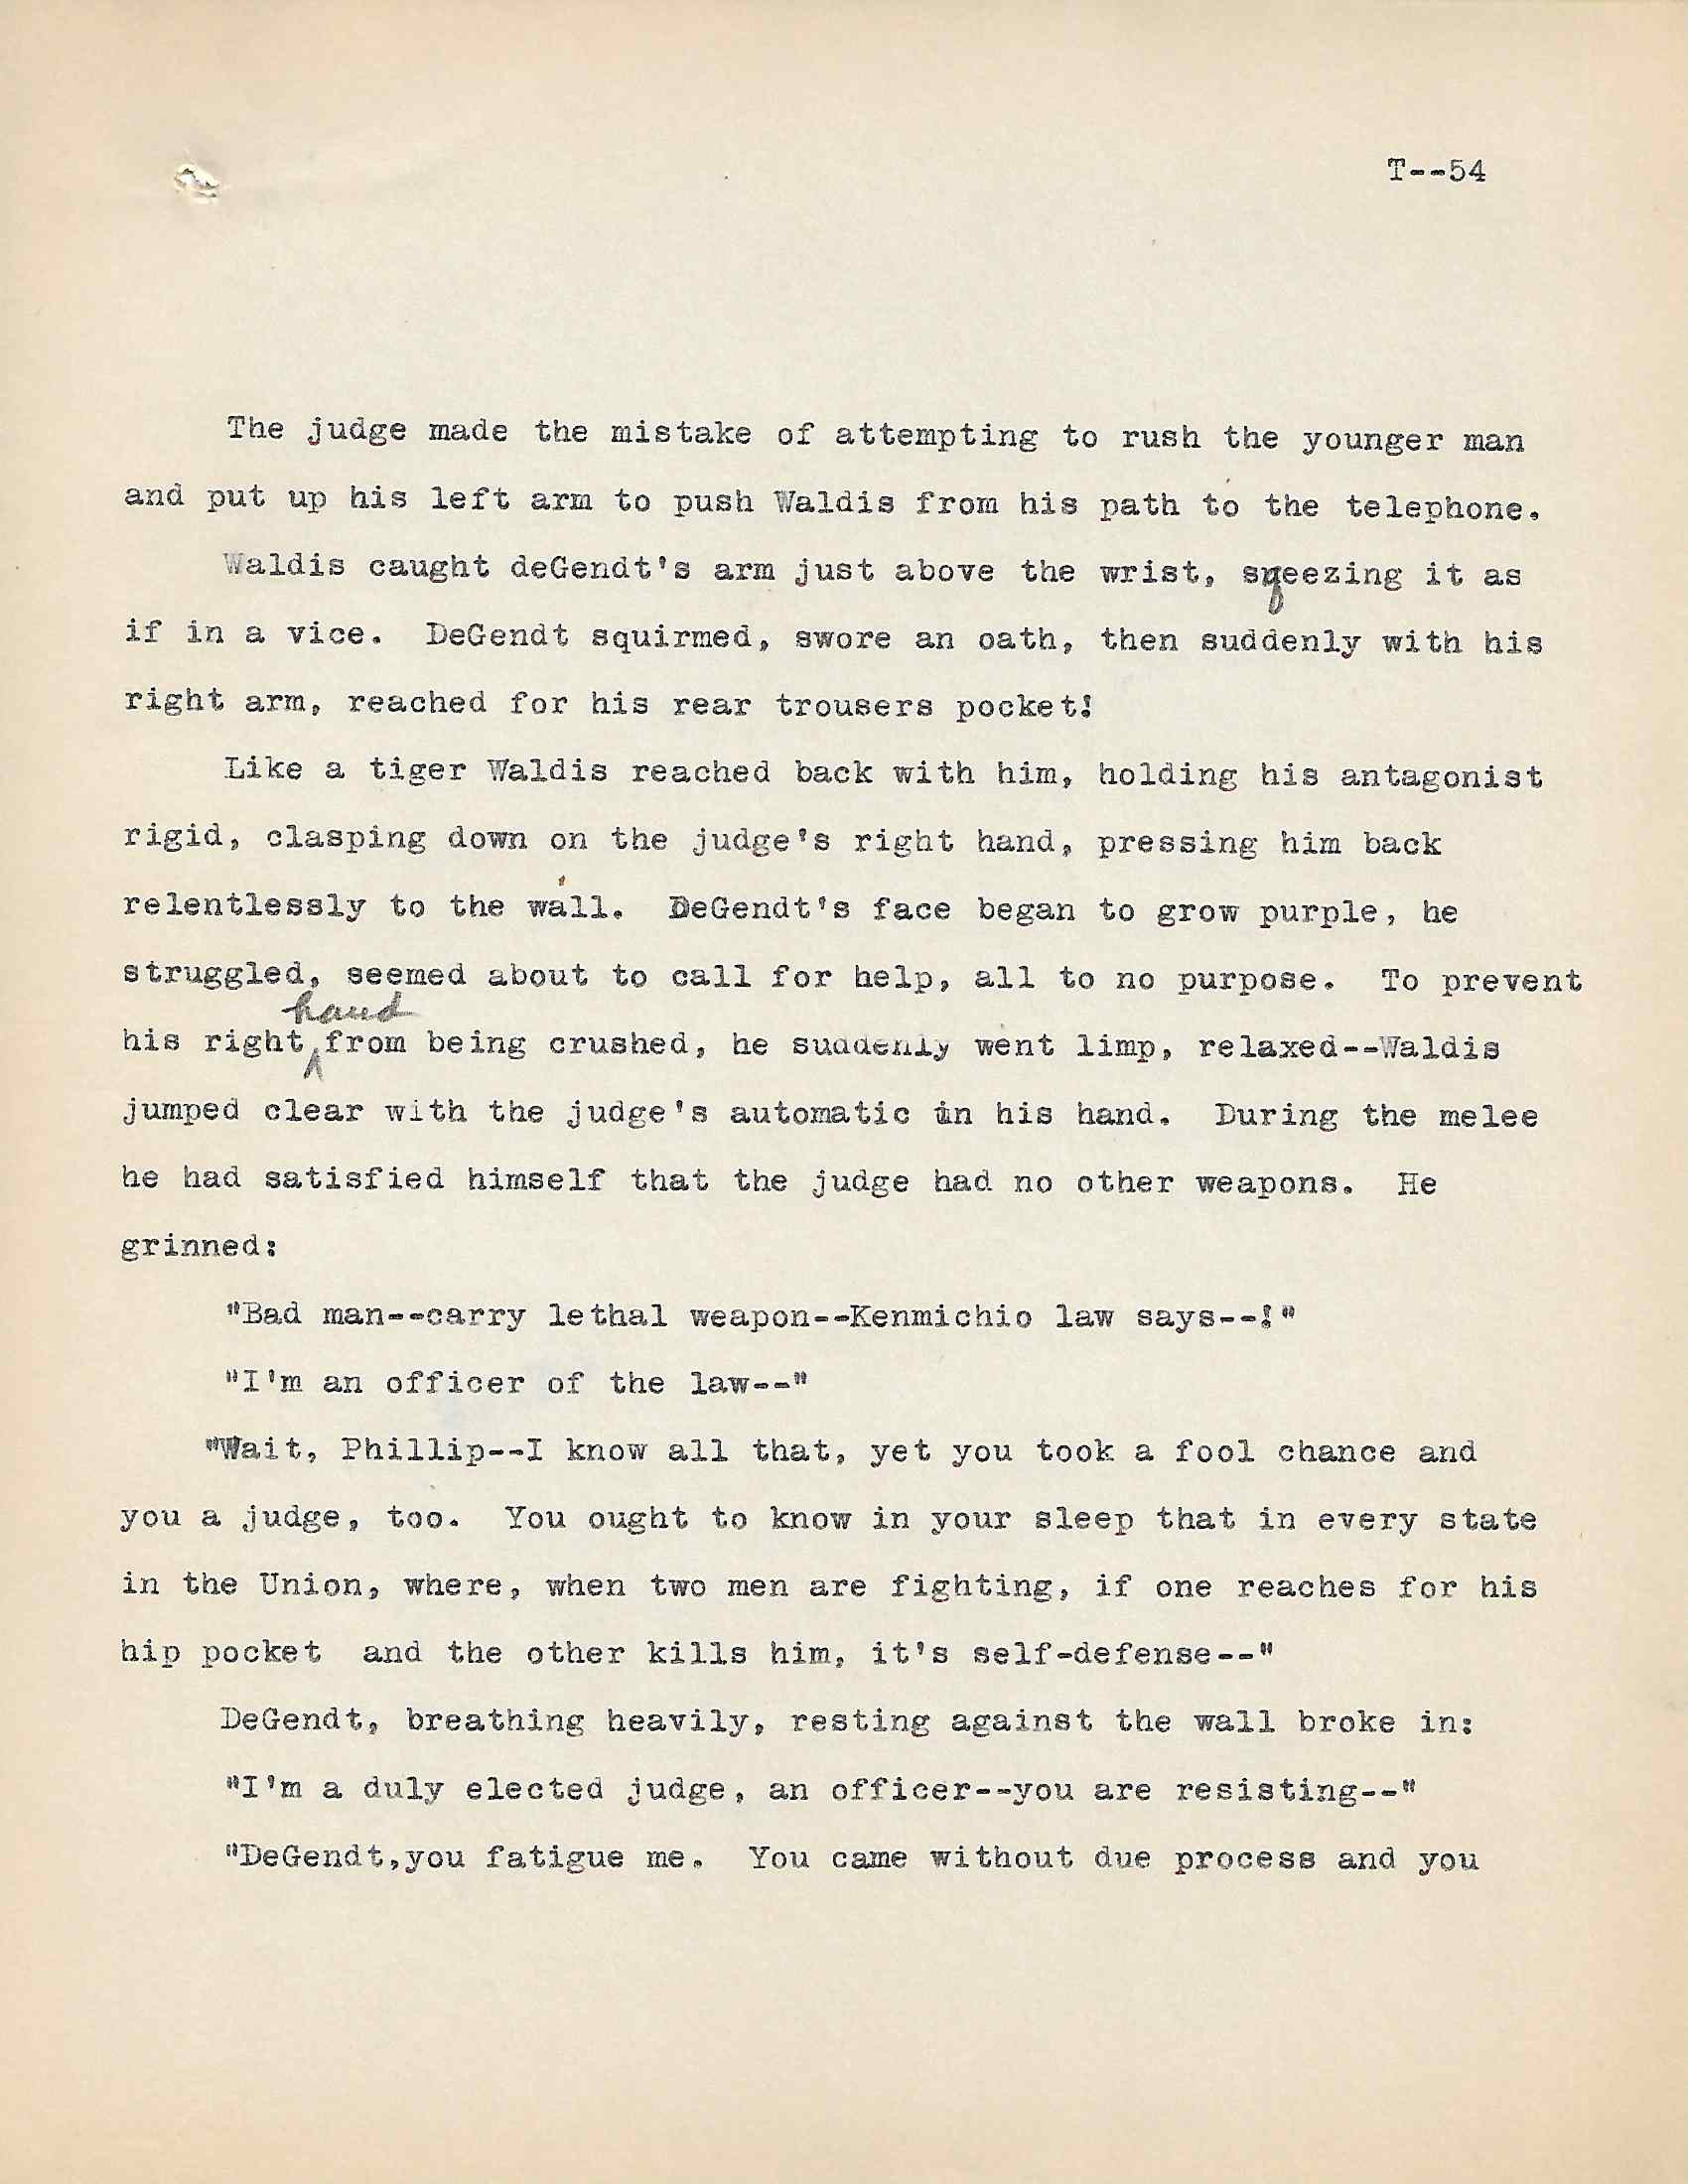 T--54
The judge made the mistake of attempting to rush the younger man
and put up his left arm to push Waldis from his path to the telephone.
Waldis caught deGendt's arm just above the wrist, sqeezing it as
if in a vice. DeGendt squirmed, swore an oath, then suddenly with his
right arm, reached for his rear trousers pocket!
Like a tiger Waldis reached back with him, holding his antagonist
rigid, clasping down on the judge's right hand, pressing him back
relentlessly to the wall. DeGendt's face began to grow purple, he
struggled, seemed about to call for help, all to no purpose. To prevent
his right hand from being crushed, he suddenly went limp, relaxed--Waldis
jumped clear with the judge's automatic in his hand. During the melee
he had satisfied himself that the judge had no other weapons. He
grinned:
"Bad man--carry lethal weapon--Kenmichio law says--!"
"I'm an officer of the law--"
"Wait, Phillip--I know all that, yet you took a fool chance and
you a judge, too. You ought to know in your sleep that in every state
in the Union, where, when two men are fighting, if one reaches for his
hip pocket and the other kills him, it's self-defense--"
DeGendt, breathing heavily, resting against the wall broke in:
"I'm a duly elected judge, an officer--you are resisting--"
"DeGendt,you fatigue me. You came without due process and you